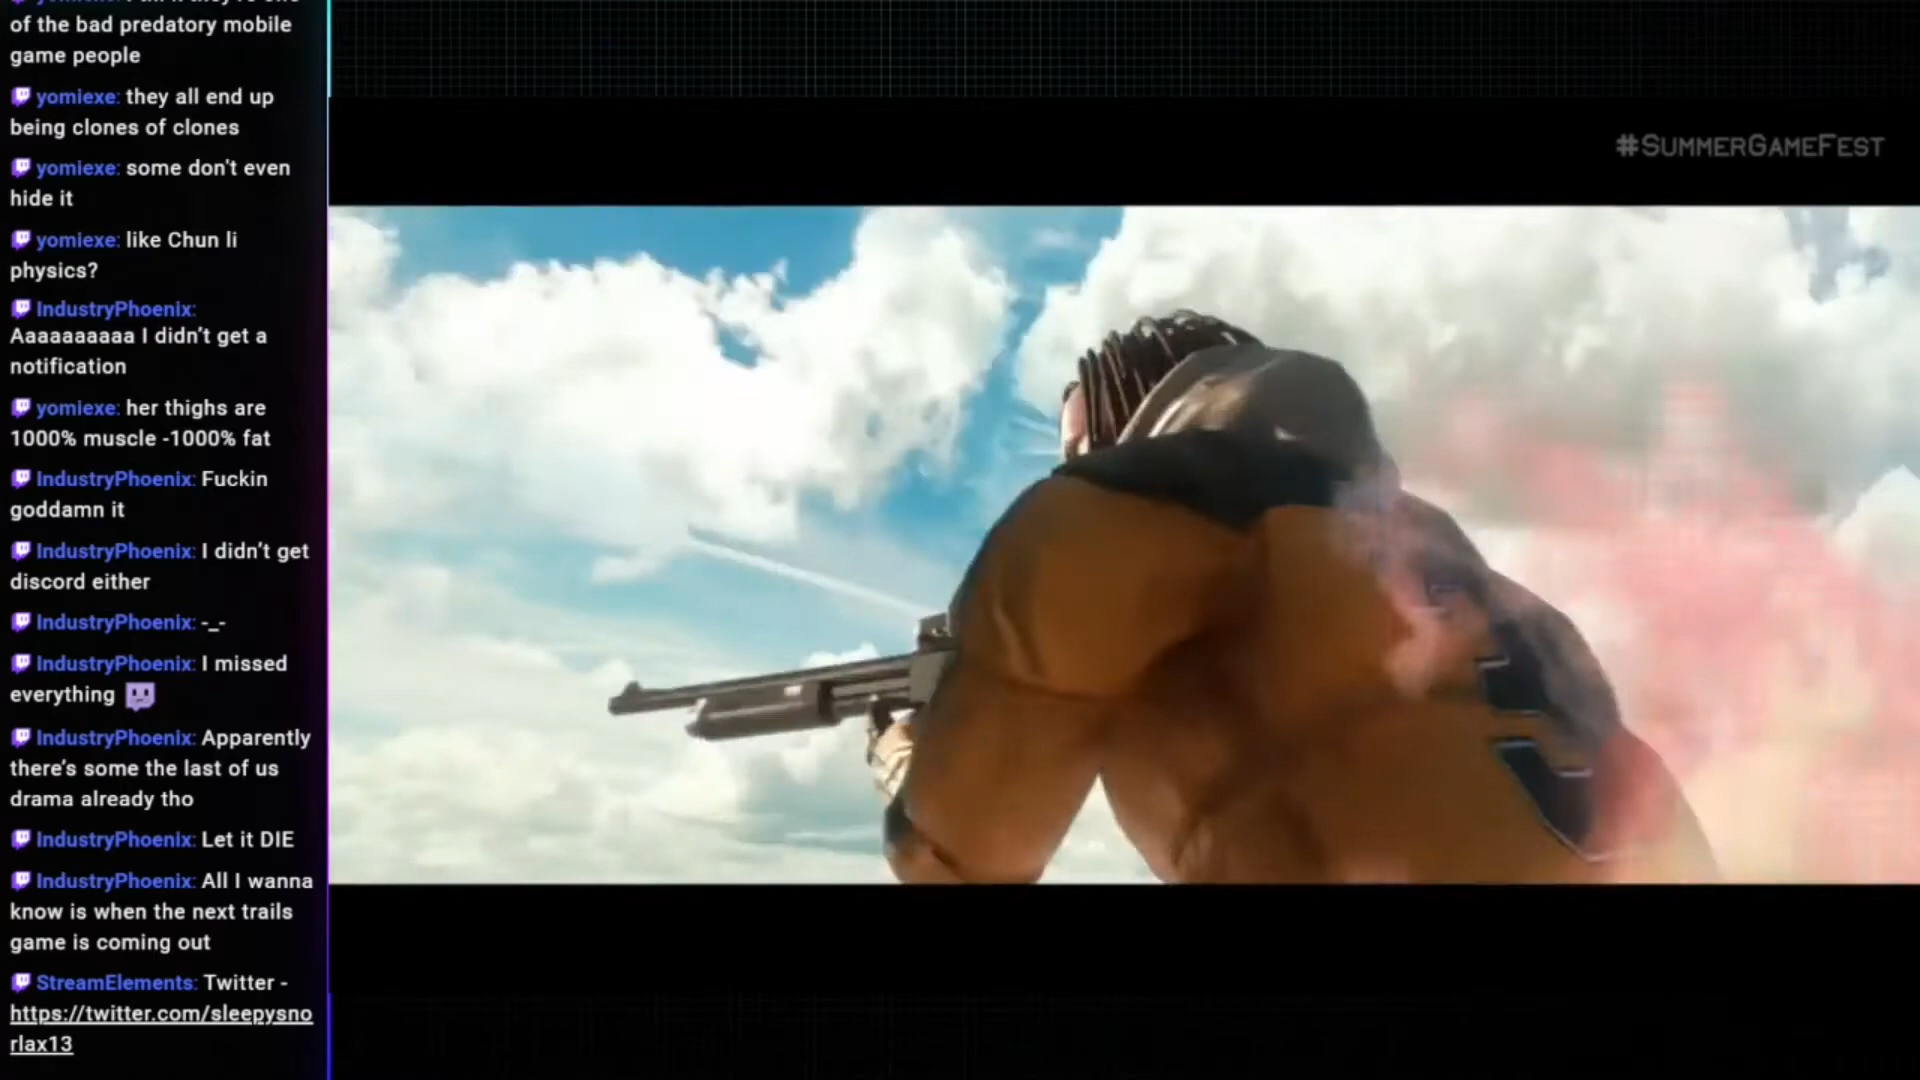 of the bad predatory mobile
game people
yomiexe: they all end up
being clones of clones
yomiexe: some don't even
hide it
yomiexe: like Chun li
physics?
IndustryPhoenix:
Aaaaaaaaaa I didn’t get a
notification
yomiexe: her thighs are
1000% muscle -1000% fat
IndustryPhoenix: Fuckin
goddamn it
IndustryPhoenix: I didn’t get
discord either
IndustryPhoenix: -_-
IndustryPhoenix: I missed
everything
IndustryPhoenix: Apparently
there’s some the last of us
drama already tho
IndustryPhoenix: Let it DIE
IndustryPhoenix: All I wanna
know is when the next trails
game is coming out
StreamElements: Twitter -
https://twitter.com/sleepysno
rlax13
#SUMMERGAMEFEST